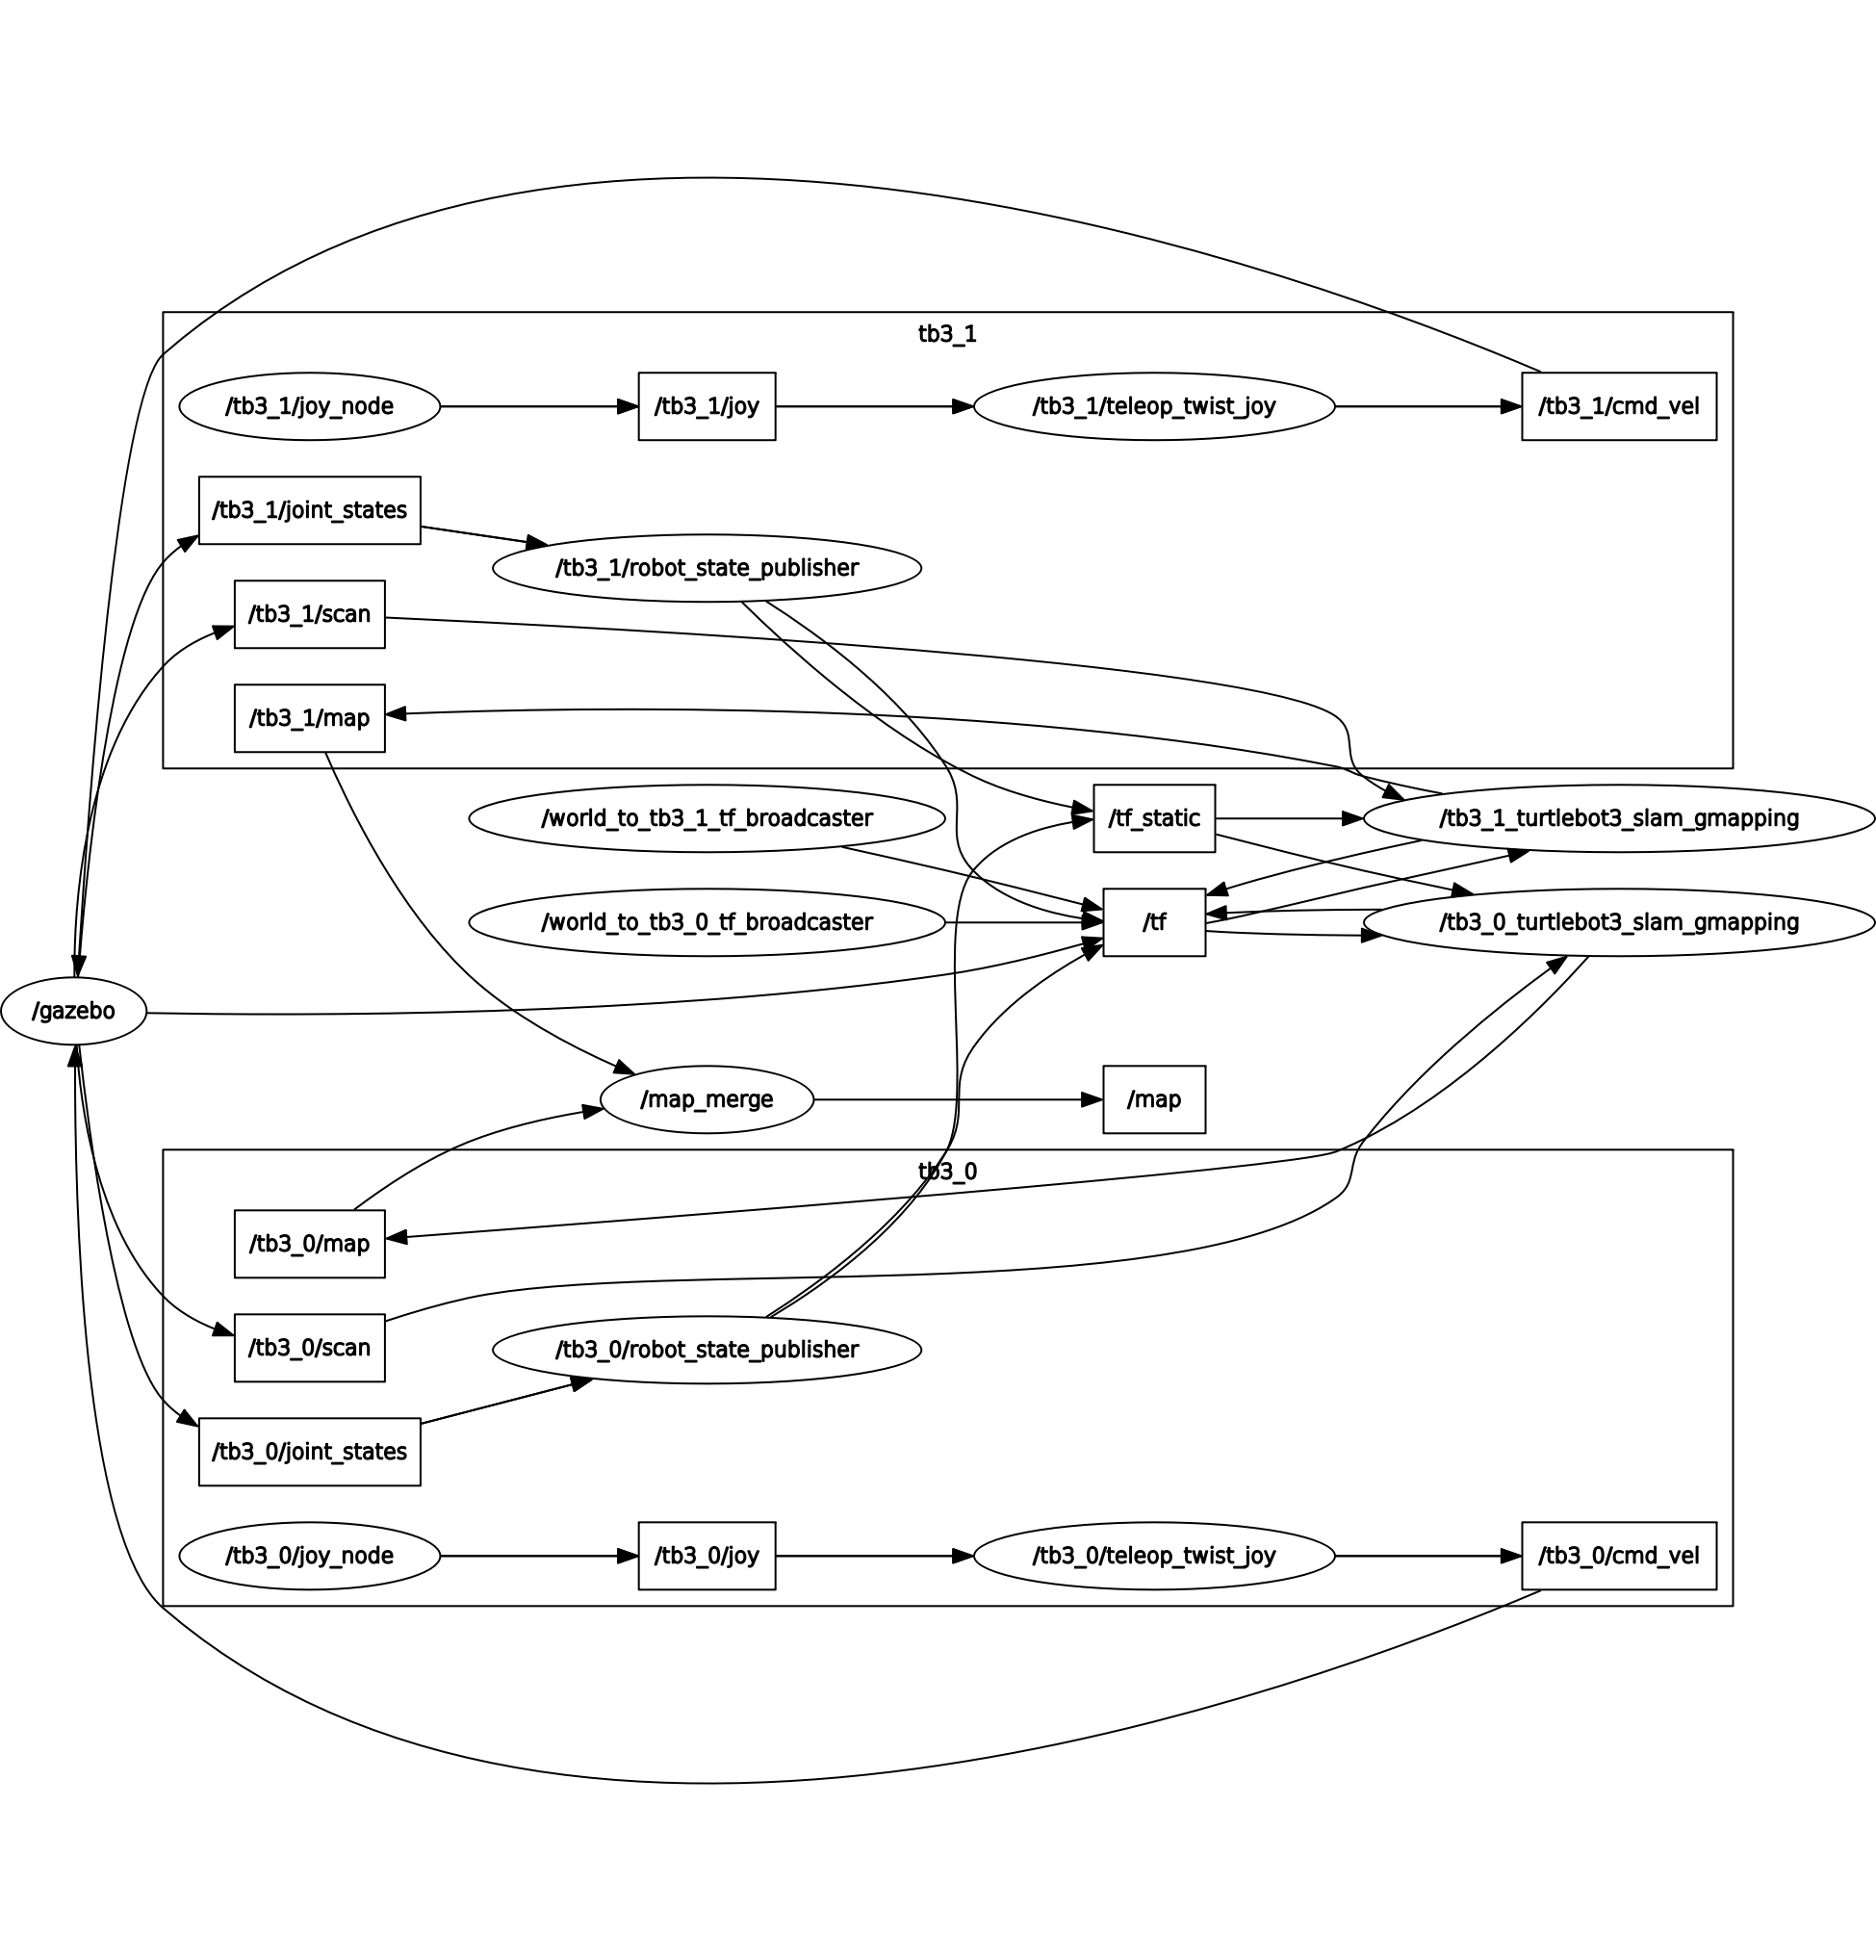 tb3_1
/tb3_1/joy_node
/tb3_1/joy
/tb3_1/teleop_twist_joy
/tb3_1/cmd_vel
/tb3_1/joint_states
/tb3_1/robot_state_publisher
/tb3_1/scan
/tb3_1/map
/world_to_tb3_1_tf_broadcaster
/tf_static
/tb3_1_turtlebot3_slam_gmapping
/world_to_tb3_0_tf_broadcaster
/tf
/tb3_0_turtlebot3_slam_gmapping
/gazebo
/map_merge
/map
tb3_0
/tb3_0/map
/tb3_0/scan
/tb3_0/robot_state_publisher
/tb3_0/joint_states
/tb3_0/joy_node
/tb3_0/joy
/tb3_0/teleop_twist_joy
/tb3_0/cmd_vel